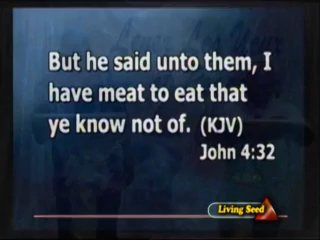 But he said unto them, I
have meat to eat that
ye know not of. (KJV)
John 4:32
Living Seed